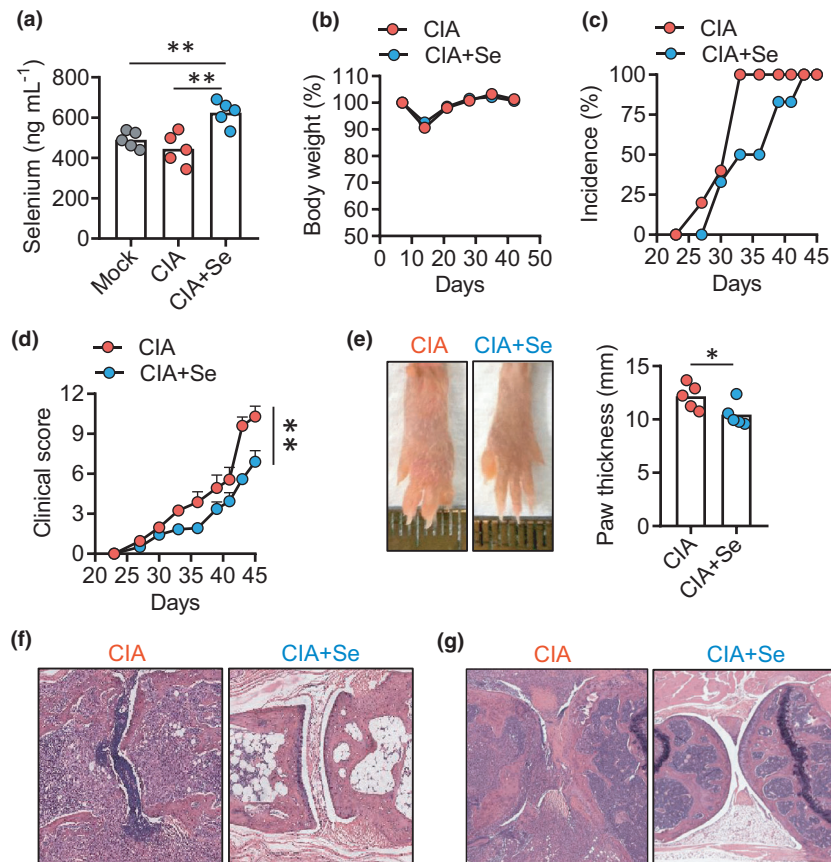 (a)
**
**
Selenium (ng mL⁻¹)
800
600
400
200
0
Mock
CIA
CIA+Se
(b)
CIA
CIA+Se
Body weight (%)
110
100
90
80
70
60
50
0 10 20 30 40 50
Days
(c)
CIA
CIA+Se
Incidence (%)
100
50
0
20 25 30 35 40 45
Days
(d)
CIA
CIA+Se
Clinical score
12
9
6
3
0
20 25 30 35 40 45
Days
**
(e)
CIA CIA+Se
*
Paw thickness (mm)
15
10
5
0
CIA
CIA+Se
(f)
CIA CIA+Se
(g)
CIA CIA+Se